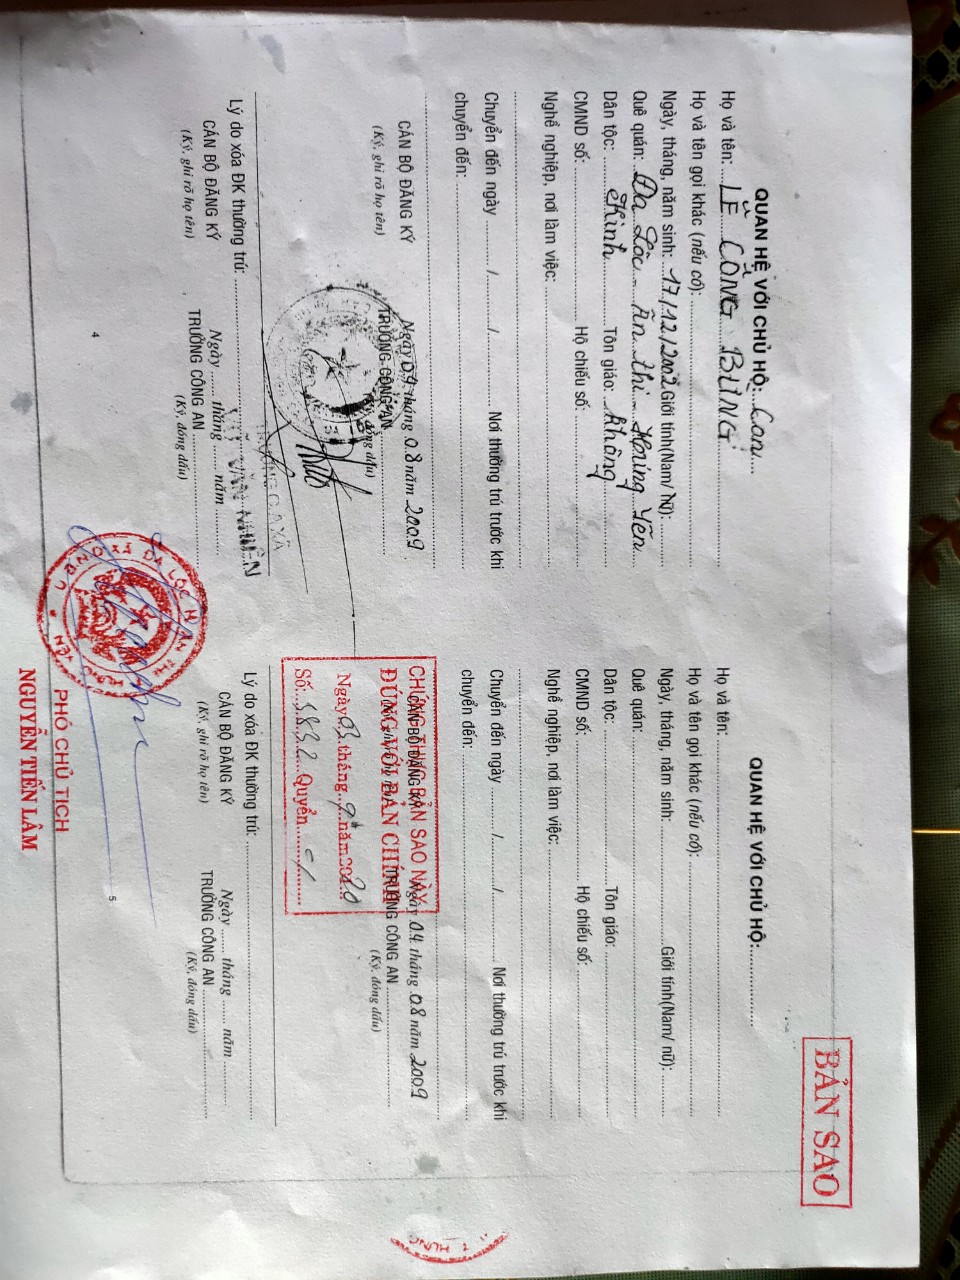 BẢN SAO
QUAN HỆ VỚI CHỦ HỘ: Con
Họ và tên: LÊ CÔNG BỔNG
Họ và tên gọi khác (nếu có):
Ngày, tháng, năm sinh: 17/12/2002 Giới tính(Nam/ Nữ):
Quê quán: Đa Lộc - Ân Thi - Hưng Yên
Dân tộc: Kinh Tôn giáo: không
CMND số: Hộ chiếu số:
Nghề nghiệp, nơi làm việc:
Chuyển đến ngày / / Nơi thường trú trước khi
chuyển đến:
Ngày 04 tháng 08 năm 2009
CÁN BỘ ĐĂNG KÝ TRƯỞNG CÔNG AN
(Ký, ghi rõ họ tên) (Ký, đóng dấu)
TRƯỞNG CA XÃ
VĂN NHIÊN
Lý do xóa ĐK thường trú:
Ngày tháng năm
CÁN BỘ ĐĂNG KÝ TRƯỞNG CÔNG AN
(Ký, ghi rõ họ tên) (Ký, đóng dấu)
4
QUAN HỆ VỚI CHỦ HỘ:
Họ và tên:
Họ và tên gọi khác (nếu có):
Ngày, tháng, năm sinh: Giới tính(Nam/ nữ):
Quê quán:
Dân tộc: Tôn giáo:
CMND số: Hộ chiếu số:
Nghề nghiệp, nơi làm việc:
Chuyển đến ngày / / Nơi thường trú trước khi
chuyển đến:
Ngày 04 tháng 08 năm 2009
CÁN BỘ ĐĂNG KÝ TRƯỞNG CÔNG AN
(Ký, đóng dấu)
CHỨNG THỰC BẢN SAO NÀY
ĐÚNG VỚI BẢN CHÍNH
Ngày 03 tháng 9 năm 2020
Số: 1832 Quyển
Lý do xóa ĐK thường trú:
Ngày tháng năm
CÁN BỘ ĐĂNG KÝ TRƯỞNG CÔNG AN
(Ký, ghi rõ họ tên) (Ký, đóng dấu)
5
U.B.N.D XÃ ĐA LỘC H. ÂN THI
HƯNG YÊN
PHÓ CHỦ TỊCH
NGUYỄN TIẾN LÂM
HƯNG